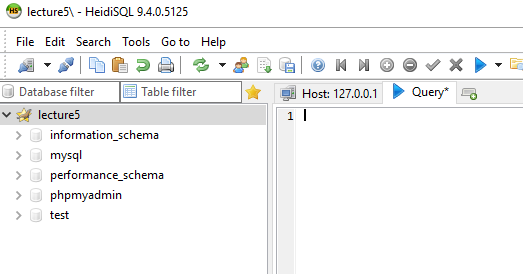 lecture5\ - HeidiSQL 9.4.0.5125
File Edit Search Tools Go to Help
Database filter Table filter
Host: 127.0.0.1 Query*
lecture5
information_schema
mysql
performance_schema
phpmyadmin
test
1